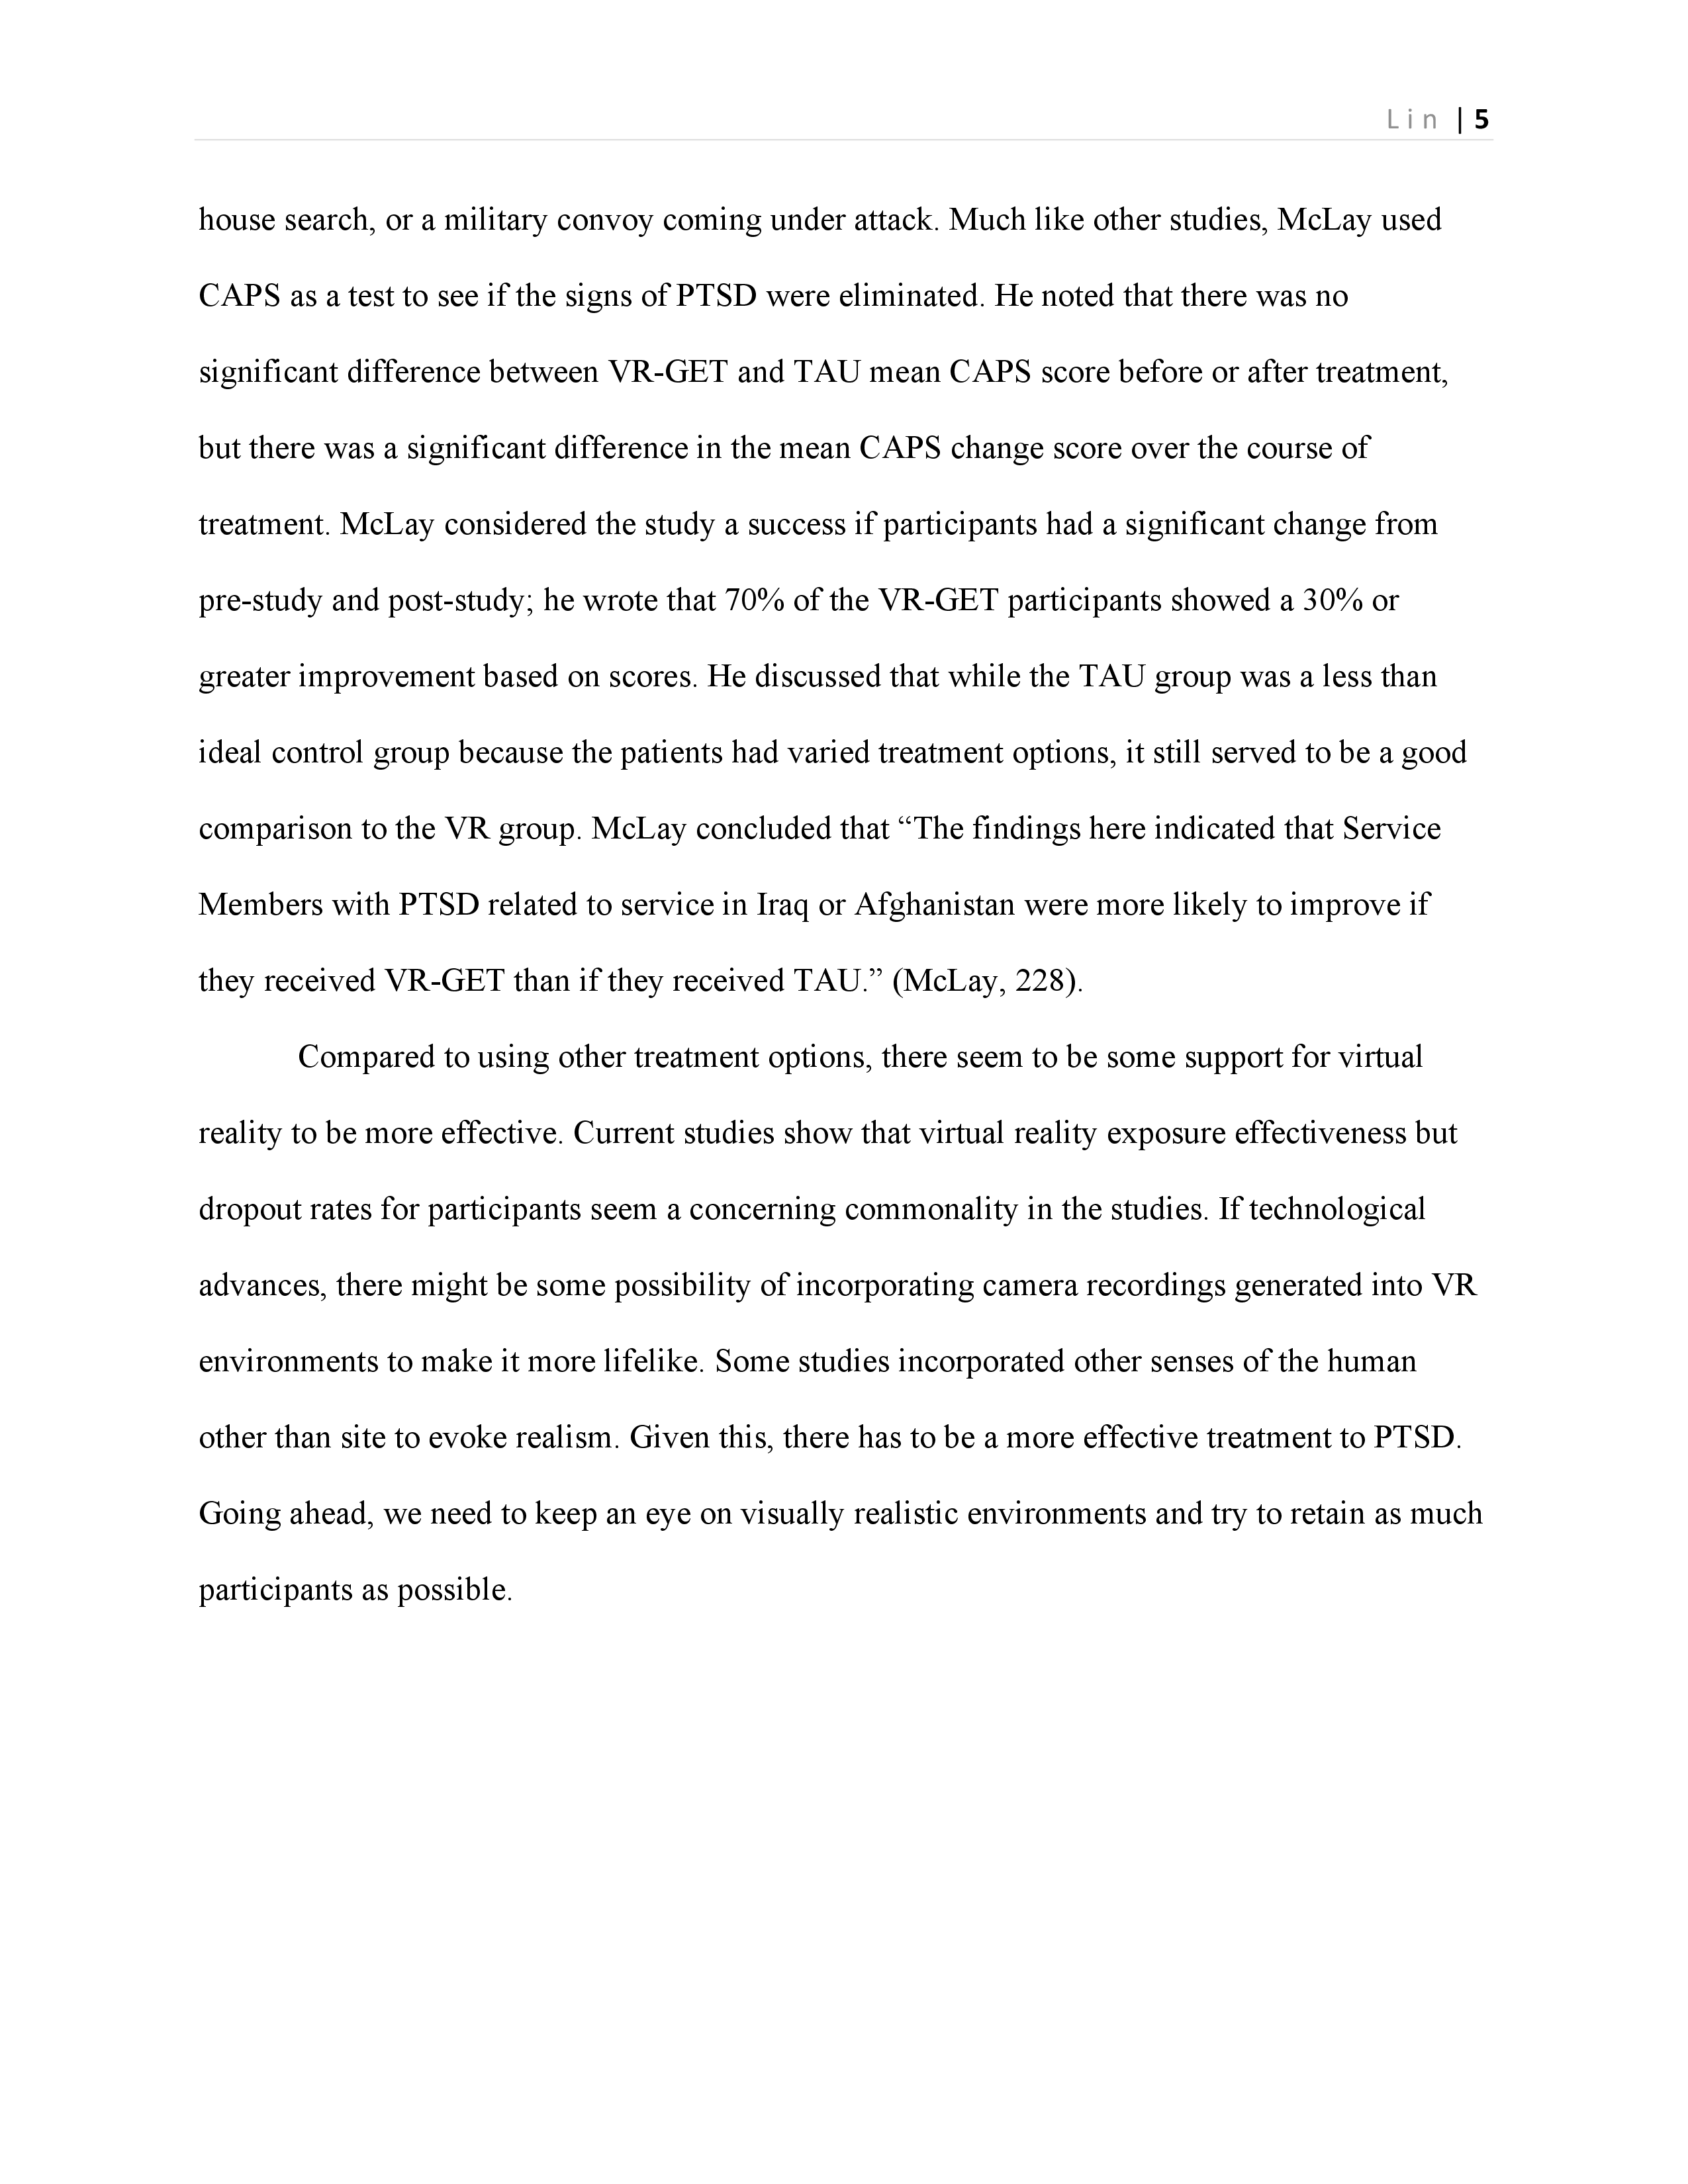 Lin | 5
house search, or a military convoy coming under attack. Much like other studies, McLay used
CAPS as a test to see if the signs of PTSD were eliminated. He noted that there was no
significant difference between VR-GET and TAU mean CAPS score before or after treatment,
but there was a significant difference in the mean CAPS change score over the course of
treatment. McLay considered the study a success if participants had a significant change from
pre-study and post-study; he wrote that 70% of the VR-GET participants showed a 30% or
greater improvement based on scores. He discussed that while the TAU group was a less than
ideal control group because the patients had varied treatment options, it still served to be a good
comparison to the VR group. McLay concluded that “The findings here indicated that Service
Members with PTSD related to service in Iraq or Afghanistan were more likely to improve if
they received VR-GET than if they received TAU.” (McLay, 228).
Compared to using other treatment options, there seem to be some support for virtual
reality to be more effective. Current studies show that virtual reality exposure effectiveness but
dropout rates for participants seem a concerning commonality in the studies. If technological
advances, there might be some possibility of incorporating camera recordings generated into VR
environments to make it more lifelike. Some studies incorporated other senses of the human
other than site to evoke realism. Given this, there has to be a more effective treatment to PTSD.
Going ahead, we need to keep an eye on visually realistic environments and try to retain as much
participants as possible.